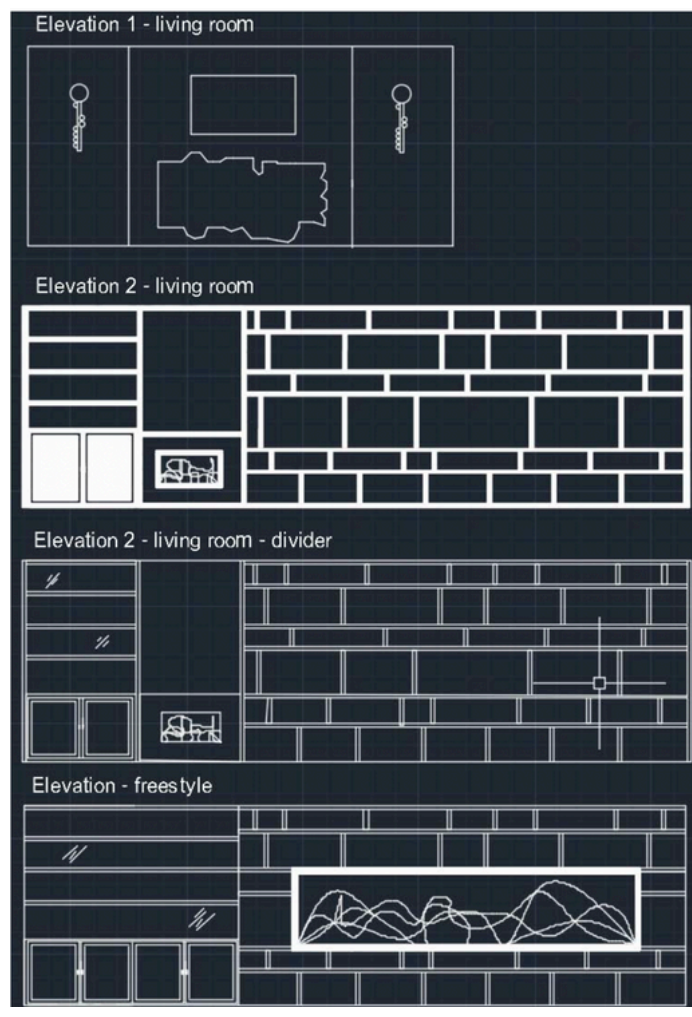 Elevation 1 - living room
Elevation 2 - living room
Elevation 2 - living room - divider
Elevation - freestyle